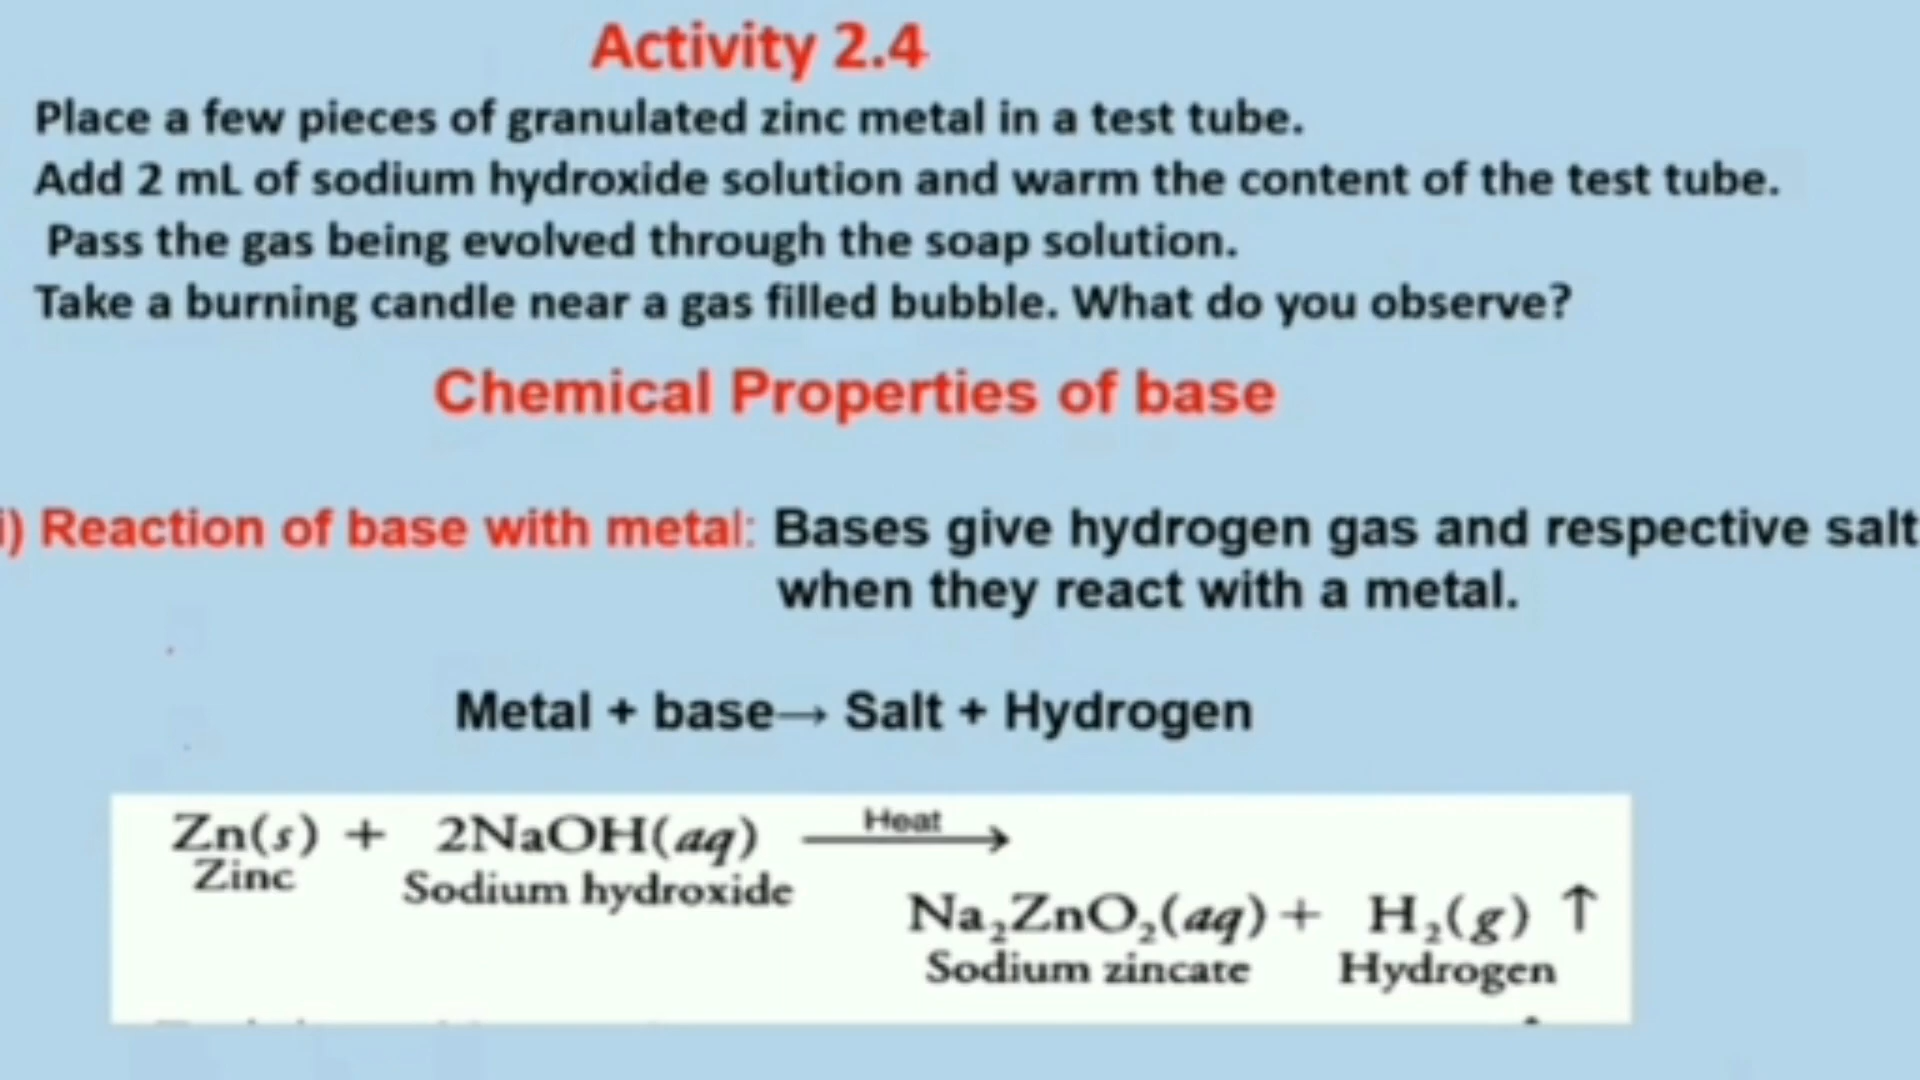 Activity 2.4
Place a few pieces of granulated zinc metal in a test tube.
Add 2 mL of sodium hydroxide solution and warm the content of the test tube.
Pass the gas being evolved through the soap solution.
Take a burning candle near a gas filled bubble. What do you observe?
Chemical Properties of base
i) Reaction of base with metal: Bases give hydrogen gas and respective salt
when they react with a metal.
Metal + base→ Salt + Hydrogen
Zn(s) + 2NaOH(aq) Heat →
Zinc Sodium hydroxide
Na₂ZnO₂(aq) + H₂(g) ↑
Sodium zincate Hydrogen